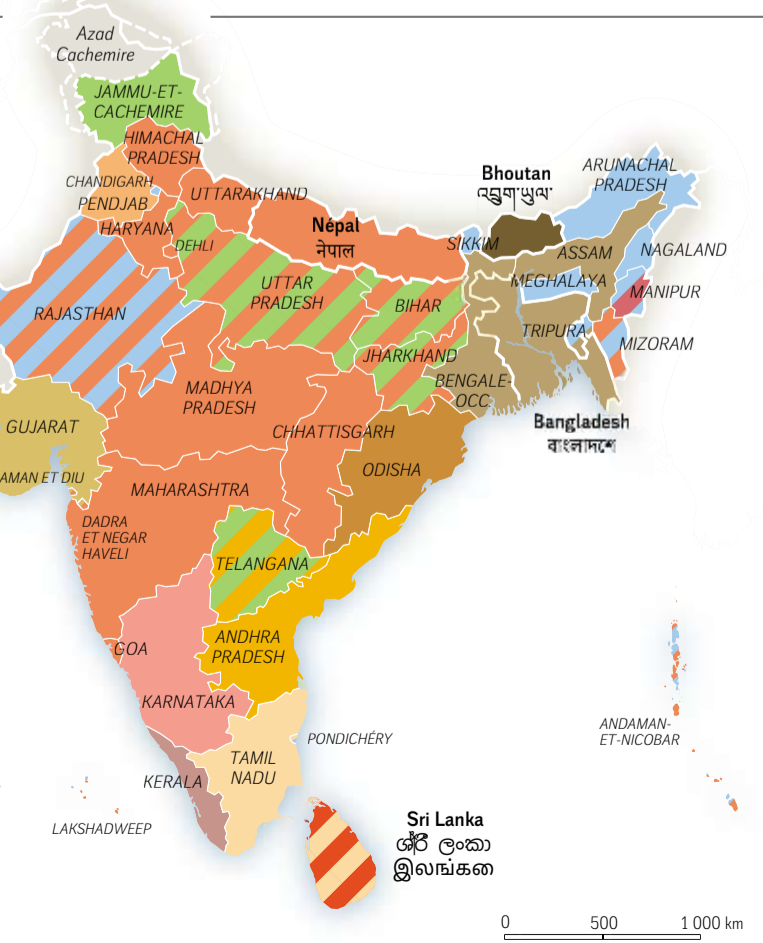 Azad
Cachemire
JAMMU-ET-
CACHEMIRE
HIMACHAL
PRADESH
CHANDIGARH
PENDJAB
UTTARAKHAND
HARYANA
DEHLI
Népal
नेपाल
Bhoutan
འབྲུག་ཡུལ་
ARUNACHAL
PRADESH
SIKKIM
ASSAM
NAGALAND
MEGHALAYA
MANIPUR
RAJASTHAN
UTTAR
PRADESH
BIHAR
TRIPURA
MIZORAM
JHARKHAND
MADHYA
PRADESH
BENGALE-
OCC.
GUJARAT
CHHATTISGARH
Bangladesh
বাংলাদেশে
AMAN ET DIU
ODISHA
MAHARASHTRA
DADRA
ET NEGAR
HAVELI
TELANGANA
GOA
ANDHRA
PRADESH
KARNATAKA
ANDAMAN-
ET-NICOBAR
PONDICHÉRY
KERALA
TAMIL
NADU
LAKSHADWEEP
Sri Lanka
ශ්‍රී ලංකා
இலங்கை
0 500 1 000 km